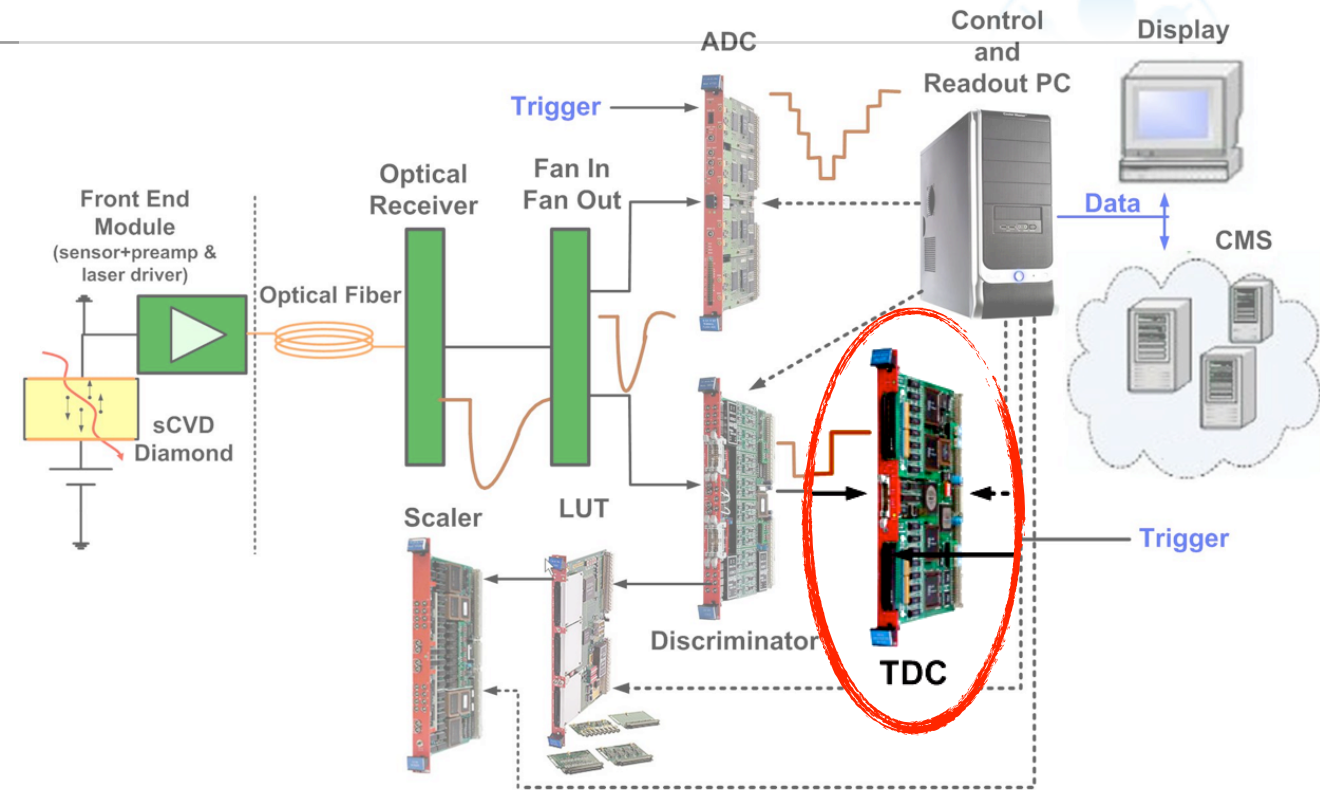 Control
and
Readout PC
Display
ADC
Trigger
Data
CMS
Optical
Receiver
Fan In
Fan Out
Front End
Module
(sensor+preamp &
laser driver)
Optical Fiber
sCVD
Diamond
Scaler
LUT
Discriminator
TDC
Trigger